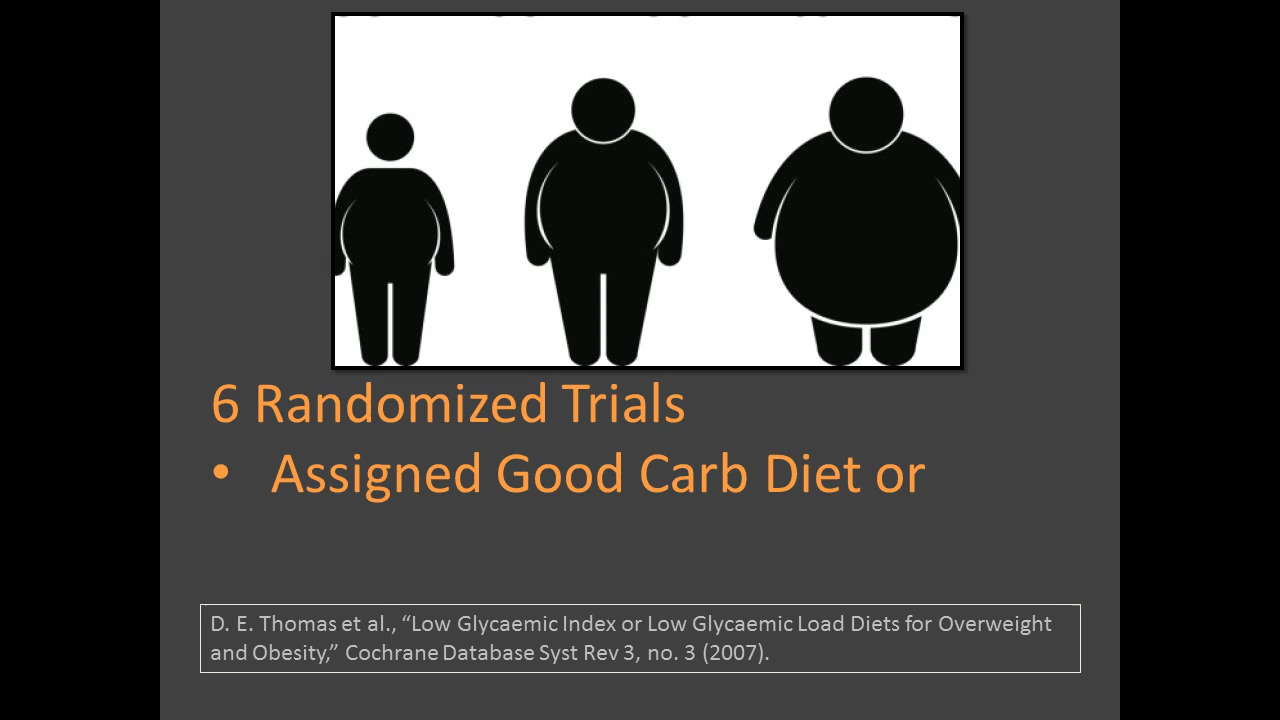 6 Randomized Trials
• Assigned Good Carb Diet or
D. E. Thomas et al., “Low Glycaemic Index or Low Glycaemic Load Diets for Overweight
and Obesity,” Cochrane Database Syst Rev 3, no. 3 (2007).